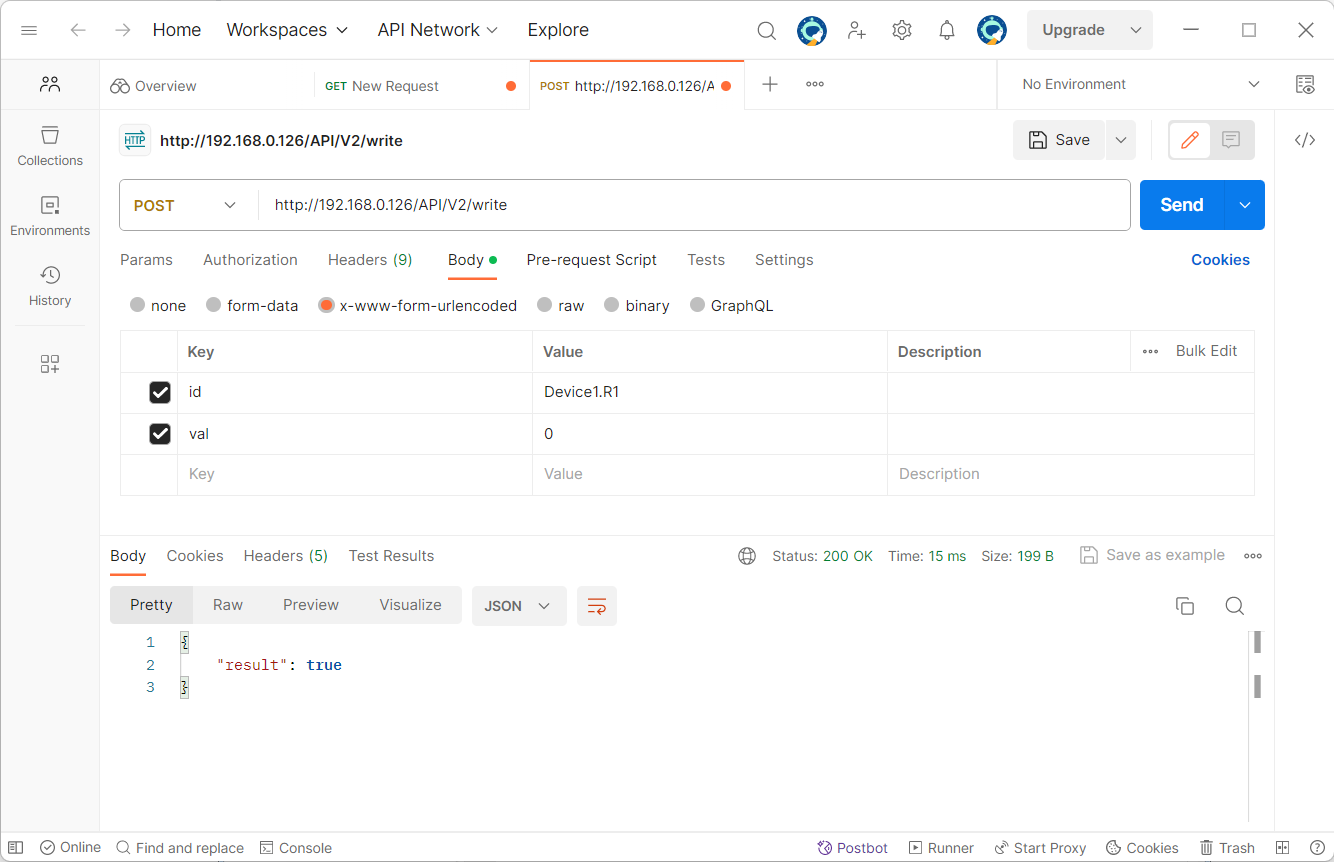 Home Workspaces API Network Explore Upgrade
Overview GET New Request POST http://192.168.0.126/A No Environment
HTTP http://192.168.0.126/API/V2/write Save
Collections
Environments
History
POST http://192.168.0.126/API/V2/write Send
Params Authorization Headers (9) Body Pre-request Script Tests Settings Cookies
none form-data x-www-form-urlencoded raw binary GraphQL
Key Value Description Bulk Edit
id Device1.R1
val 0
Key Value Description
Body Cookies Headers (5) Test Results Status: 200 OK Time: 15 ms Size: 199 B Save as example
Pretty Raw Preview Visualize JSON
1 {
2 "result": true
3 }
Online Find and replace Console Postbot Runner Start Proxy Cookies Trash